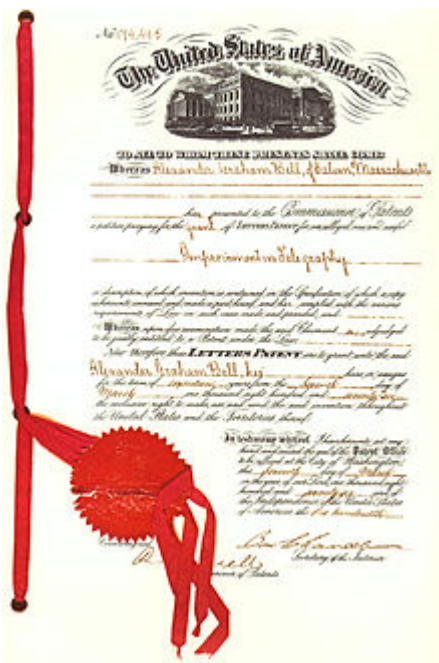 No 174,465
The United States of America
TO ALL TO WHOM THESE PRESENTS SHALL COME:
Whereas Alexander Graham Bell, of Salem, Massachusetts
has presented to the Commissioner of Patents
a petition praying for the grant of LETTERS PATENT for an alleged new and useful
Improvement in Telegraphy
a description of which invention is contained in the Specification of which a copy
is hereunto annexed and made a part hereof, and has complied with the various
requirements of Law in such cases made and provided, and
Whereas upon due examination made the said Claimant is adjudged
to be justly entitled to a Patent under the Law.
Now therefore these LETTERS PATENT are to grant unto the said
Alexander Graham Bell, his heirs or assigns
for the term of seventeen years from the seventh day of
March one thousand eight hundred and seventy six
the exclusive right to make, use and vend the said invention throughout
the United States and the Territories thereof.
In testimony whereof I have hereunto set my
hand and caused the seal of the Patent Office
to be affixed at the City of Washington
the seventh day of March
in the year of our Lord one thousand eight
hundred and of
the Independence of the United States
of America the one hundredth.
Secretary of the Interior
of Patents